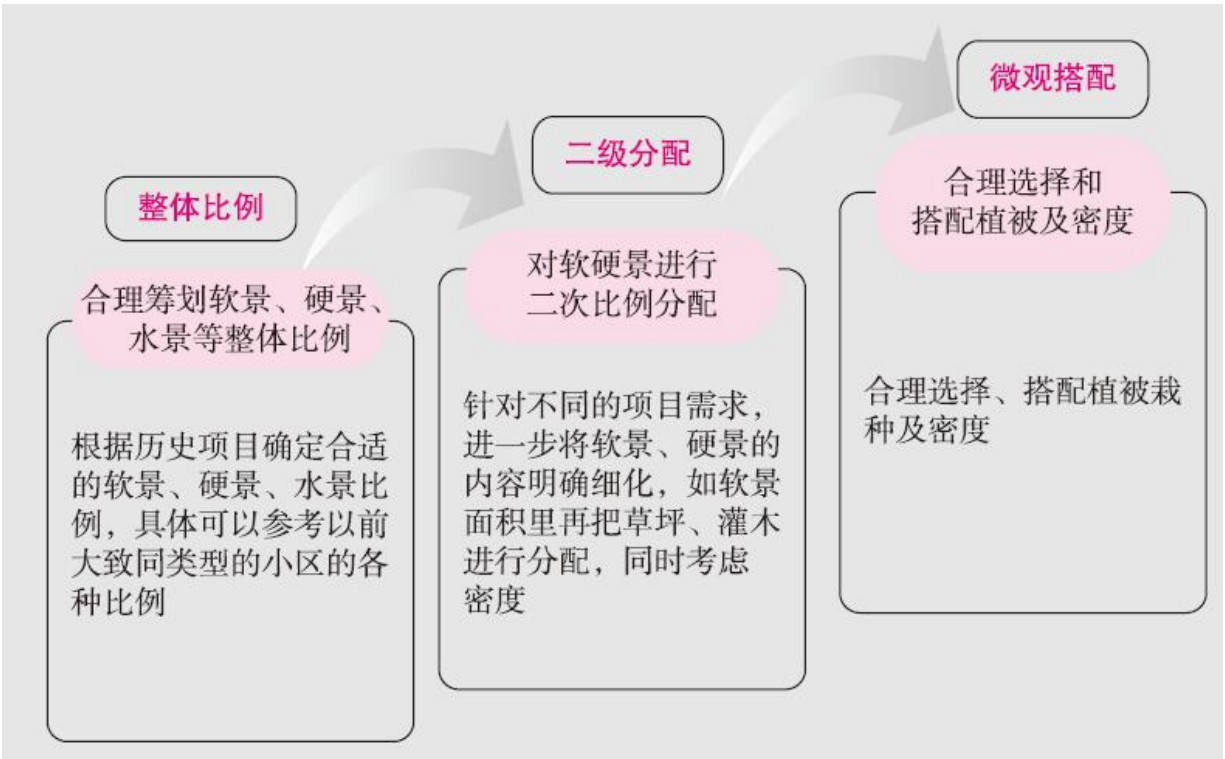 整体比例
合理筹划软景、硬景、
水景等整体比例
根据历史项目确定合适
的软景、硬景、水景比
例，具体可以参考以前
大致同类型的小区的各
种比例
二级分配
对软硬景进行
二次比例分配
针对不同的项目需求，
进一步将软景、硬景的
内容明确细化，如软景
面积里再把草坪、灌木
进行分配，同时考虑
密度
微观搭配
合理选择和
搭配植被及密度
合理选择、搭配植被栽
种及密度